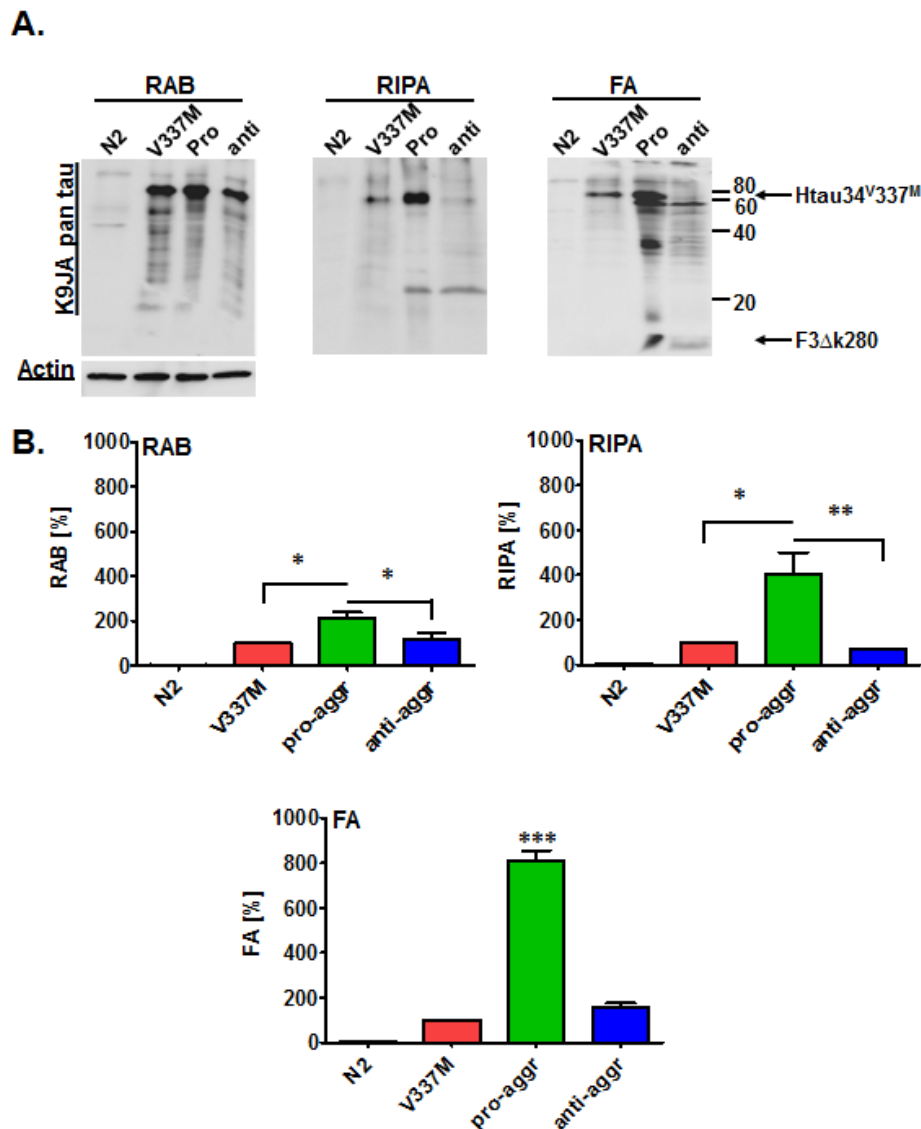 A.
RAB
RIPA
FA
N2 V337M Pro anti
N2 V337M Pro anti
N2 V337M Pro anti
K9JA pan tau
80
60
40
20
Htau34V337M
F3Δk280
Actin
B.
RAB
RAB [%]
1000
800
600
400
200
0
* *
N2 V337M pro-aggr anti-aggr
RIPA
RIPA [%]
1000
800
600
400
200
0
* **
N2 V337M pro-aggr anti-aggr
FA
FA [%]
1000
800
600
400
200
0
***
N2 V337M pro-aggr anti-aggr